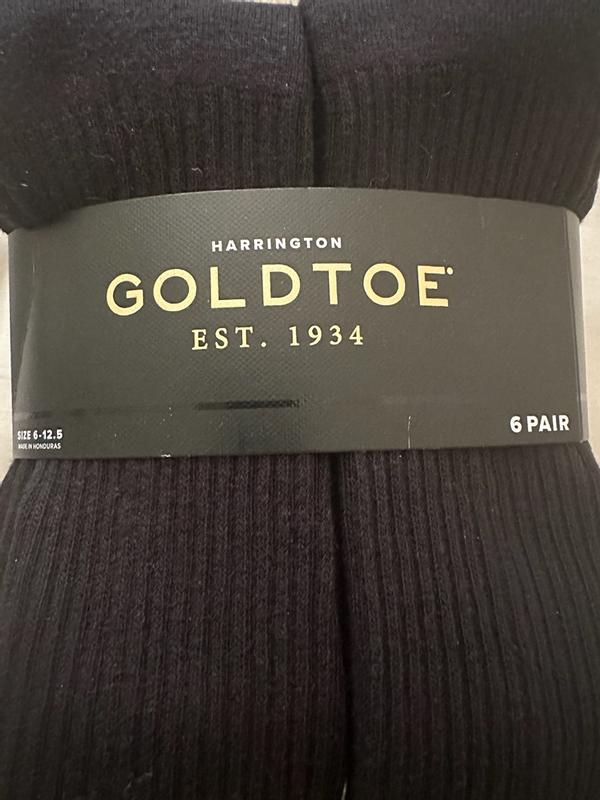 HARRINGTON
GOLDTOE®
EST. 1934
SIZE 6-12.5
MADE IN HONDURAS
6 PAIR